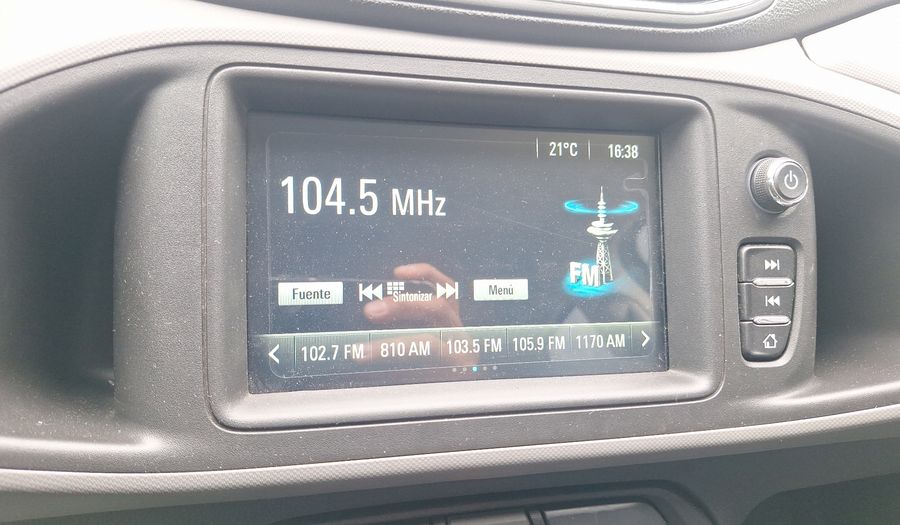 21°C 16:38
104.5 MHz
FM
Fuente Sintonizar Menú
102.7 FM 810 AM 103.5 FM 105.9 FM 1170 AM